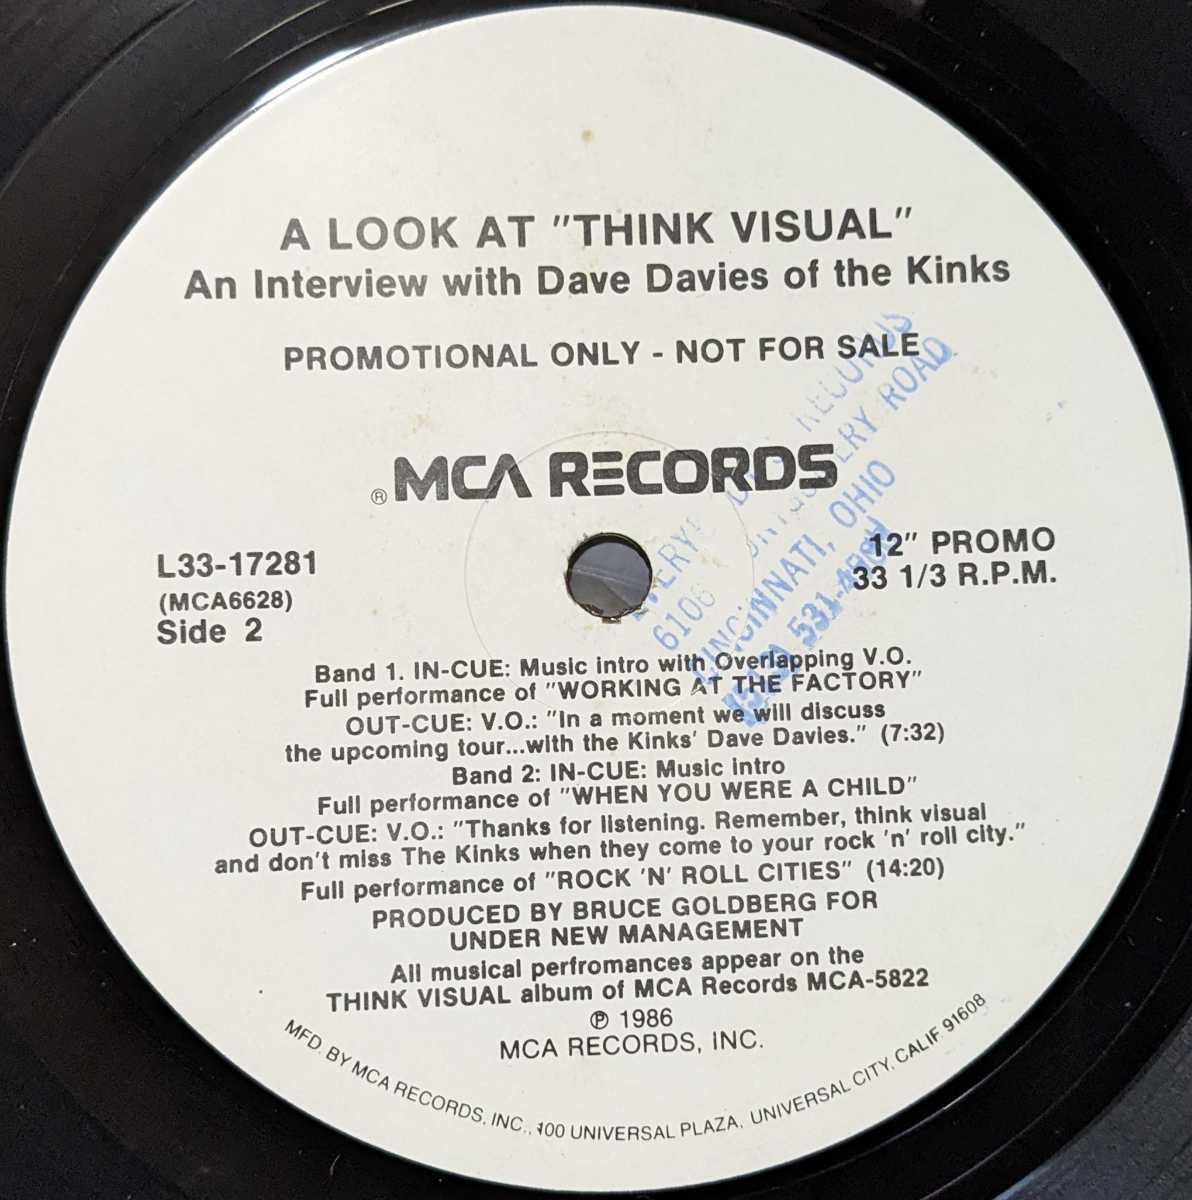 A LOOK AT "THINK VISUAL"
An Interview with Dave Davies of the Kinks
PROMOTIONAL ONLY - NOT FOR SALE
® MCA RECORDS
L33-17281
(MCA6628)
Side 2
12" PROMO
33 1/3 R.P.M.
RECORDS
ROAD
CINCINNATI, OHIO
Band 1. IN-CUE: Music intro with Overlapping V.O.
Full performance of "WORKING AT THE FACTORY"
OUT-CUE: V.O.: "In a moment we will discuss
the upcoming tour...with the Kinks' Dave Davies." (7:32)
Band 2: IN-CUE: Music intro
Full performance of "WHEN YOU WERE A CHILD"
OUT-CUE: V.O.: "Thanks for listening. Remember, think visual
and don't miss The Kinks when they come to your rock 'n' roll city."
Full performance of "ROCK 'N' ROLL CITIES" (14:20)
PRODUCED BY BRUCE GOLDBERG FOR
UNDER NEW MANAGEMENT
All musical perfromances appear on the
THINK VISUAL album of MCA Records MCA-5822
℗ 1986
MCA RECORDS, INC.
MFD. BY MCA RECORDS, INC., 100 UNIVERSAL PLAZA, UNIVERSAL CITY, CALIF. 91608